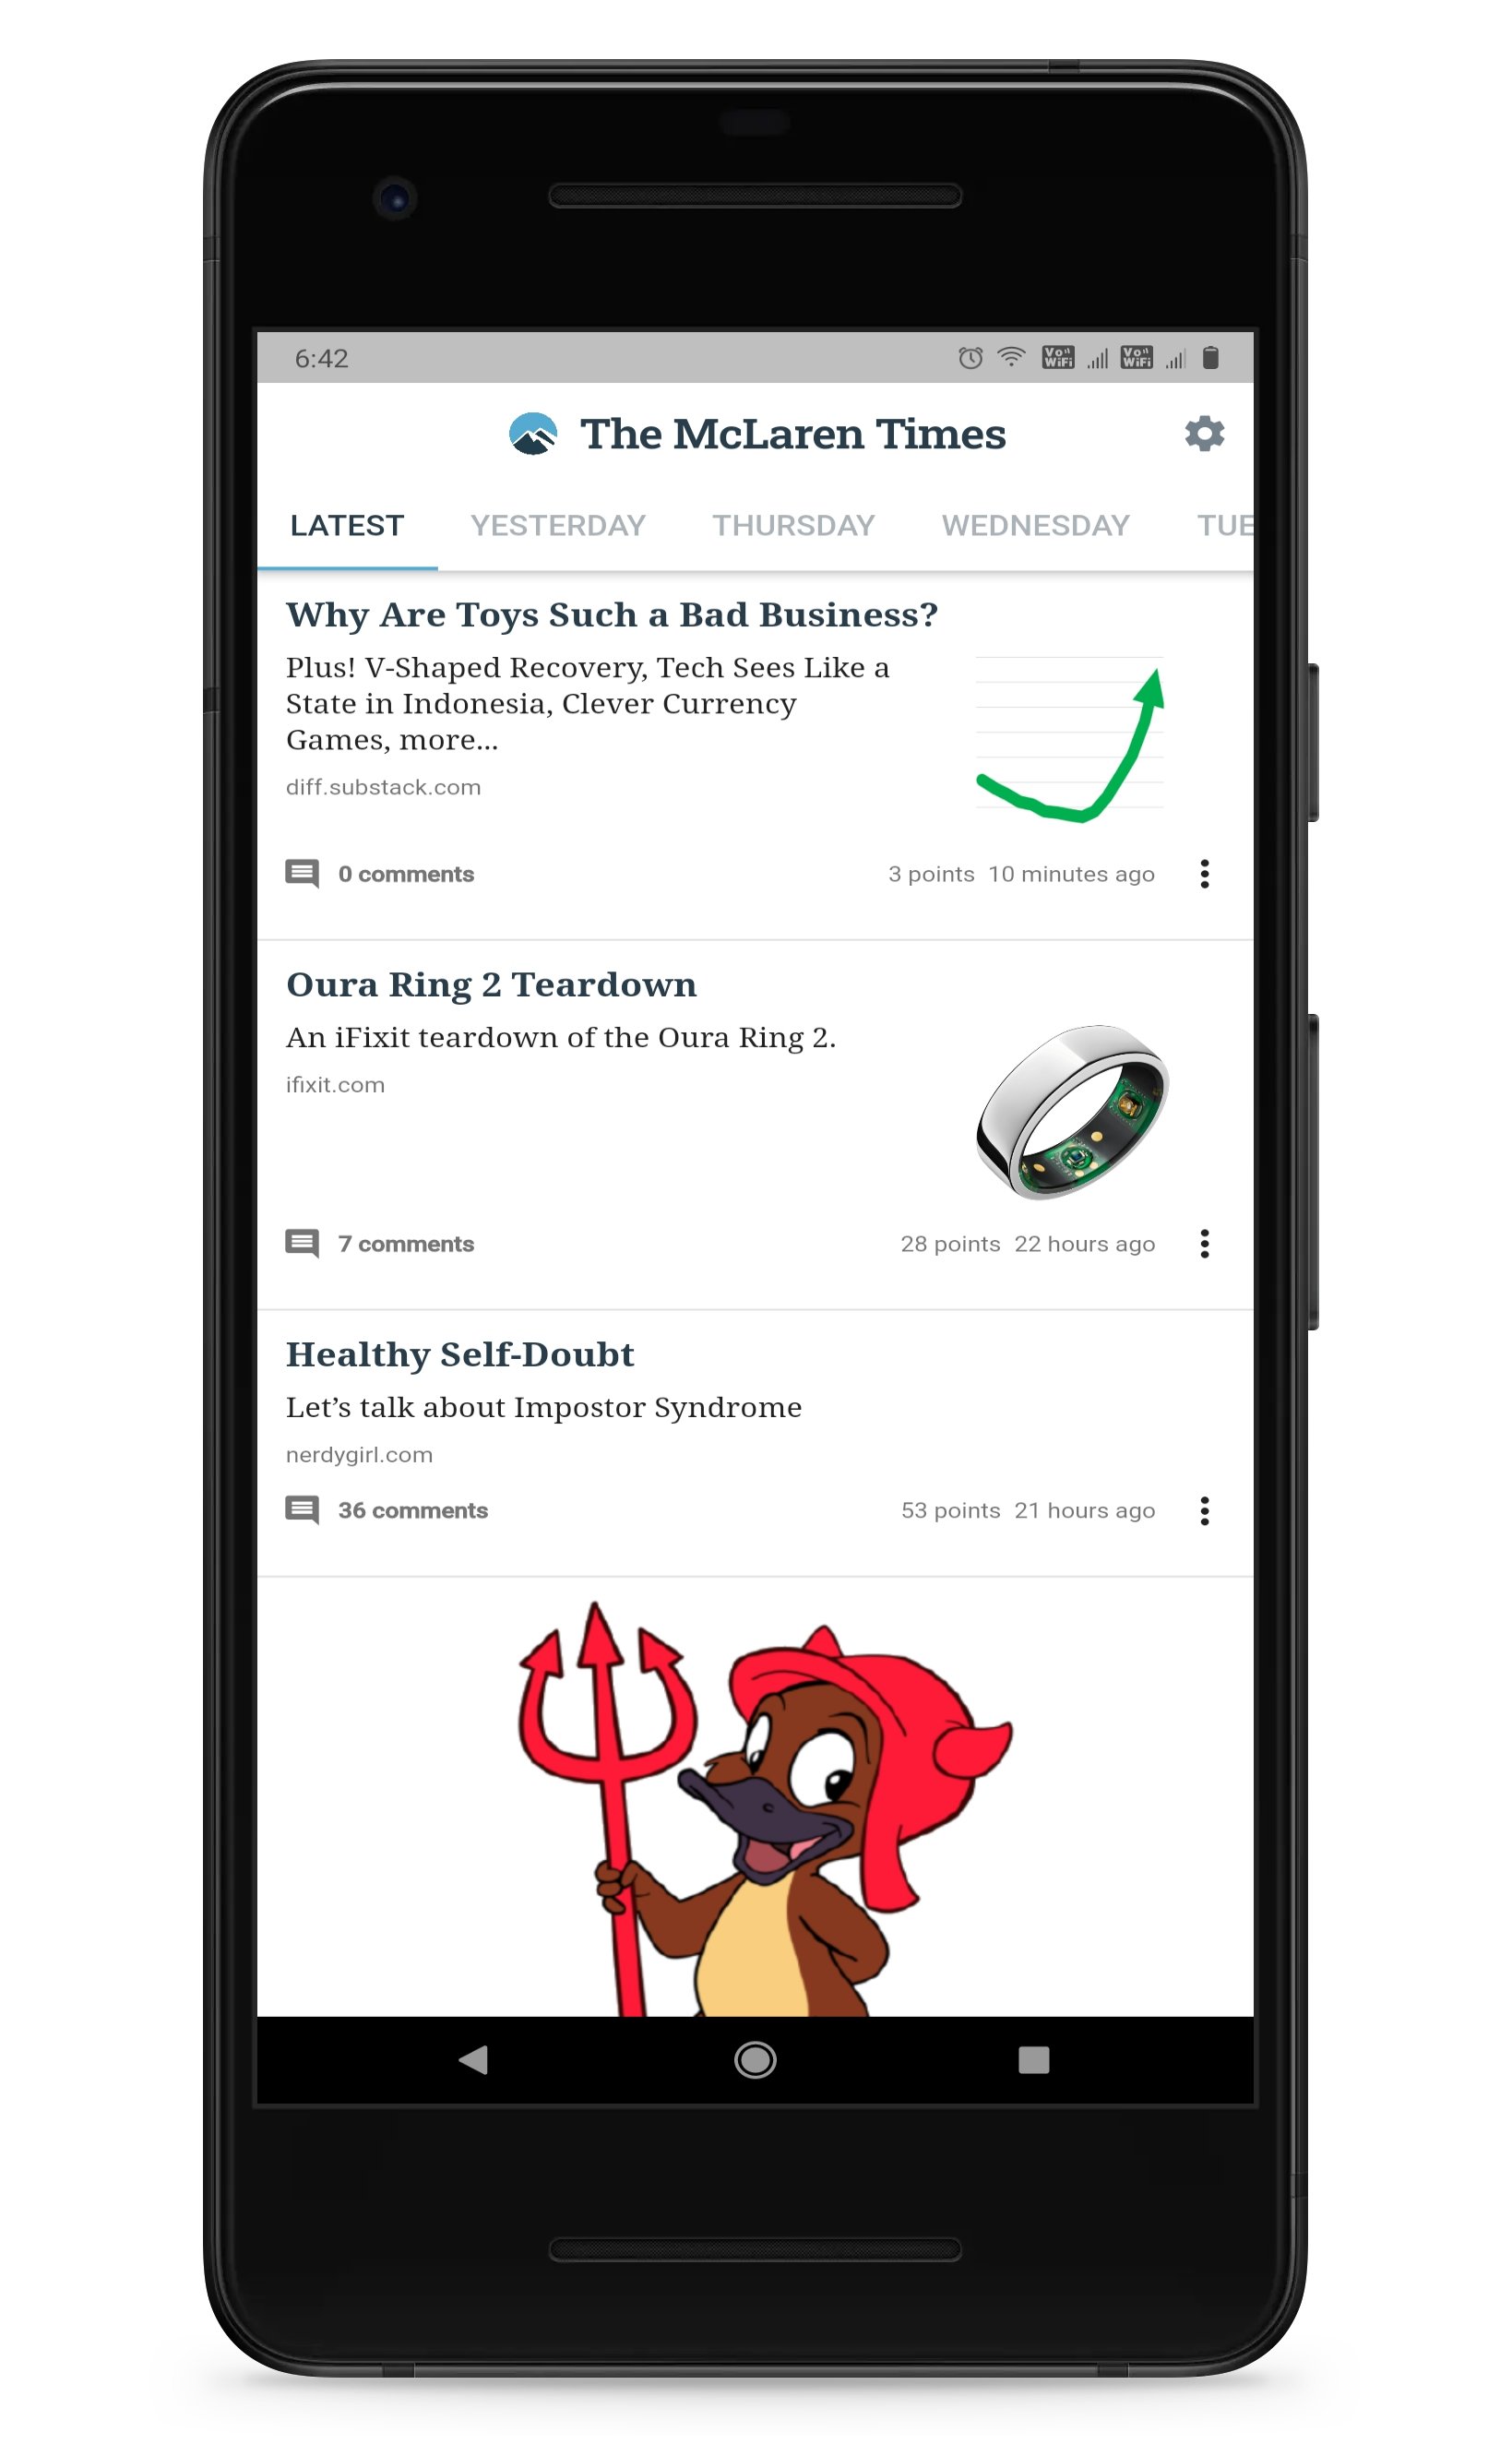 6:42
Vo WiFi
Vo WiFi
The McLaren Times
LATEST YESTERDAY THURSDAY WEDNESDAY TUE
Why Are Toys Such a Bad Business?
Plus! V-Shaped Recovery, Tech Sees Like a
State in Indonesia, Clever Currency
Games, more...
diff.substack.com
0 comments 3 points 10 minutes ago
Oura Ring 2 Teardown
An iFixit teardown of the Oura Ring 2.
ifixit.com
7 comments 28 points 22 hours ago
Healthy Self-Doubt
Let’s talk about Impostor Syndrome
nerdygirl.com
36 comments 53 points 21 hours ago